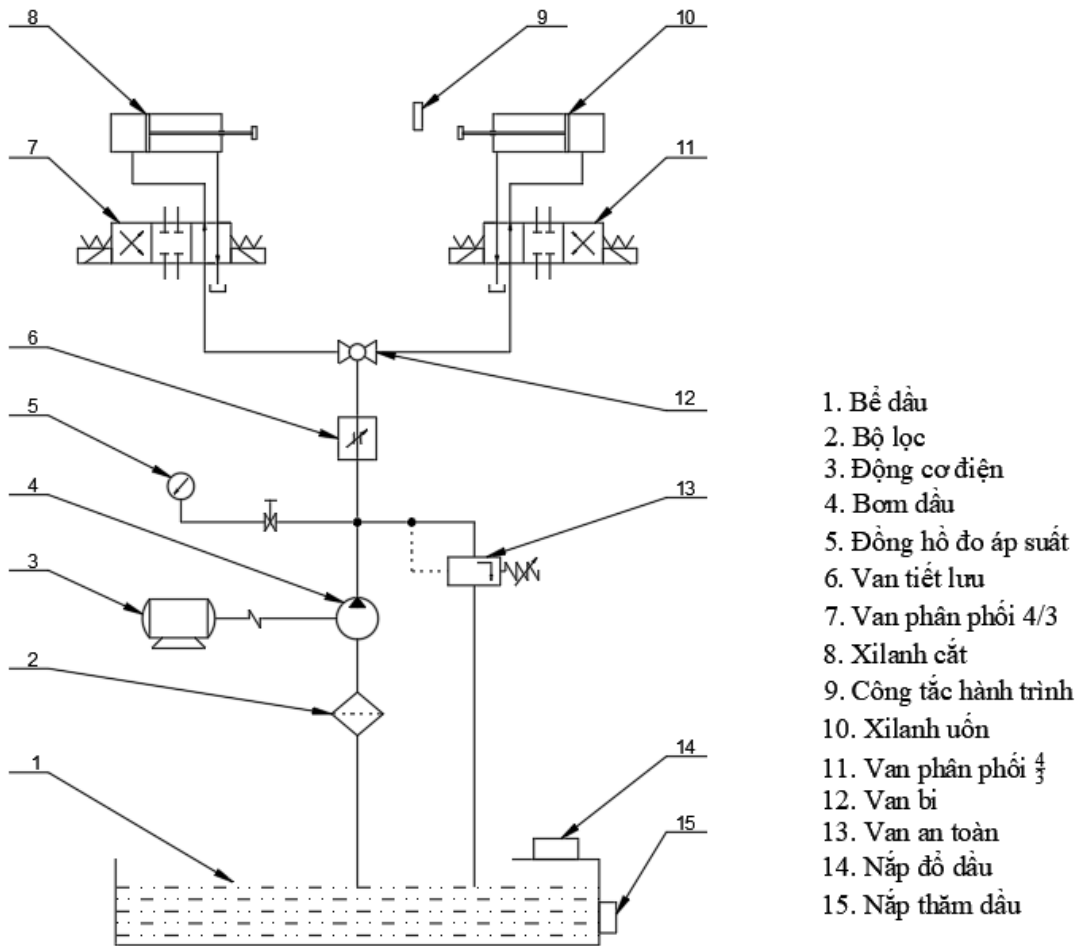 8
9
10
7
11
6
12
5
4
13
3
2
1
14
15
1. Bể dầu
2. Bộ lọc
3. Động cơ điện
4. Bơm dầu
5. Đồng hồ đo áp suất
6. Van tiết lưu
7. Van phân phối 4/3
8. Xilanh cắt
9. Công tắc hành trình
10. Xilanh uốn
11. Van phân phối 4/3
12. Van bi
13. Van an toàn
14. Nắp đổ dầu
15. Nắp thăm dầu